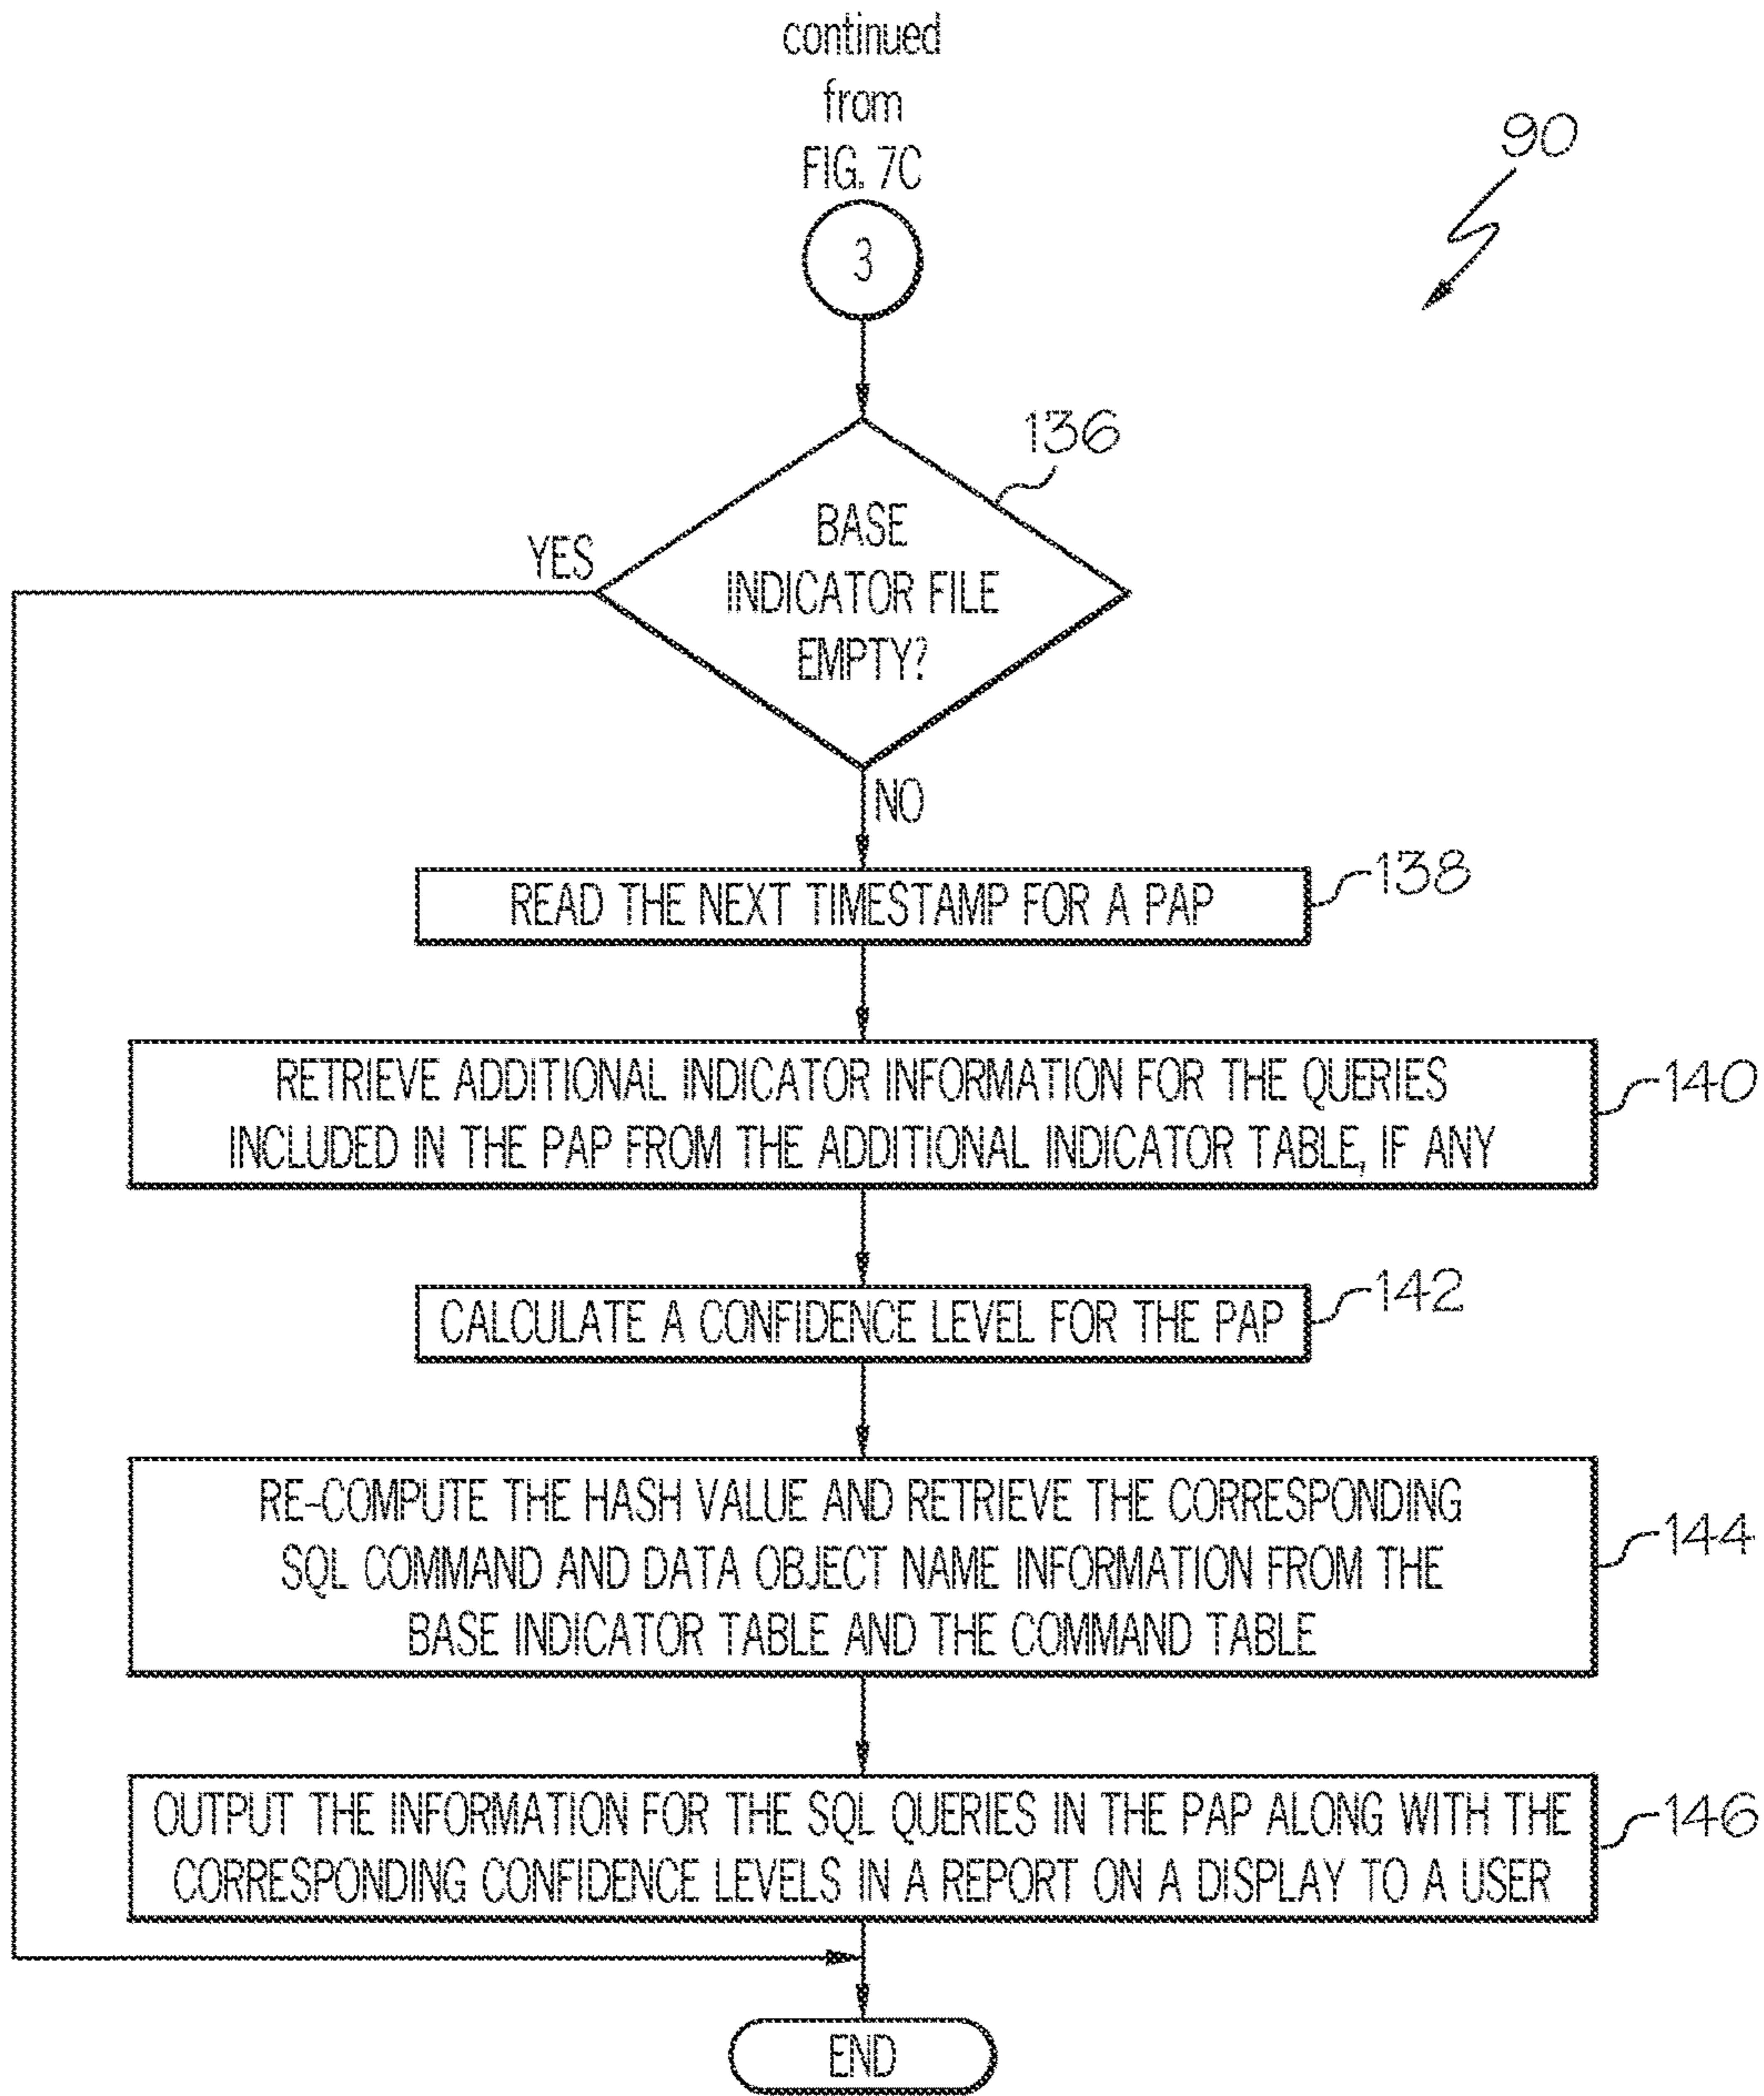 continued
from
FIG. 7C
90
3
136
BASE
INDICATOR FILE
EMPTY?
YES
NO
READ THE NEXT TIMESTAMP FOR A PAP
138
RETRIEVE ADDITIONAL INDICATOR INFORMATION FOR THE QUERIES
INCLUDED IN THE PAP FROM THE ADDITIONAL INDICATOR TABLE, IF ANY
140
CALCULATE A CONFIDENCE LEVEL FOR THE PAP
142
RE-COMPUTE THE HASH VALUE AND RETRIEVE THE CORRESPONDING
SQL COMMAND AND DATA OBJECT NAME INFORMATION FROM THE
BASE INDICATOR TABLE AND THE COMMAND TABLE
144
OUTPUT THE INFORMATION FOR THE SQL QUERIES IN THE PAP ALONG WITH THE
CORRESPONDING CONFIDENCE LEVELS IN A REPORT ON A DISPLAY TO A USER
146
END